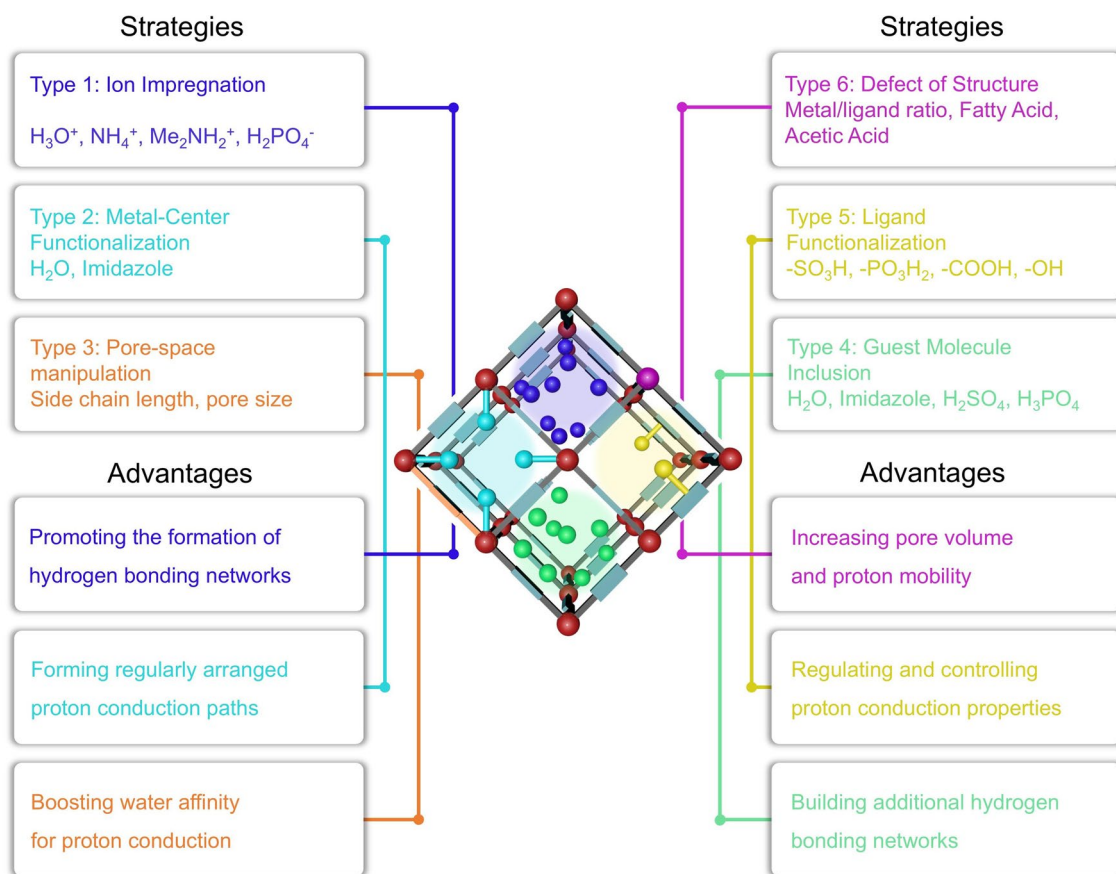 Strategies
Type 1: Ion Impregnation
H₃O⁺, NH₄⁺, Me₂NH₂⁺, H₂PO₄⁻
Type 2: Metal-Center
Functionalization
H₂O, Imidazole
Type 3: Pore-space
manipulation
Side chain length, pore size
Advantages
Promoting the formation of
hydrogen bonding networks
Forming regularly arranged
proton conduction paths
Boosting water affinity
for proton conduction
Strategies
Type 6: Defect of Structure
Metal/ligand ratio, Fatty Acid,
Acetic Acid
Type 5: Ligand
Functionalization
-SO₃H, -PO₃H₂, -COOH, -OH
Type 4: Guest Molecule
Inclusion
H₂O, Imidazole, H₂SO₄, H₃PO₄
Advantages
Increasing pore volume
and proton mobility
Regulating and controlling
proton conduction properties
Building additional hydrogen
bonding networks